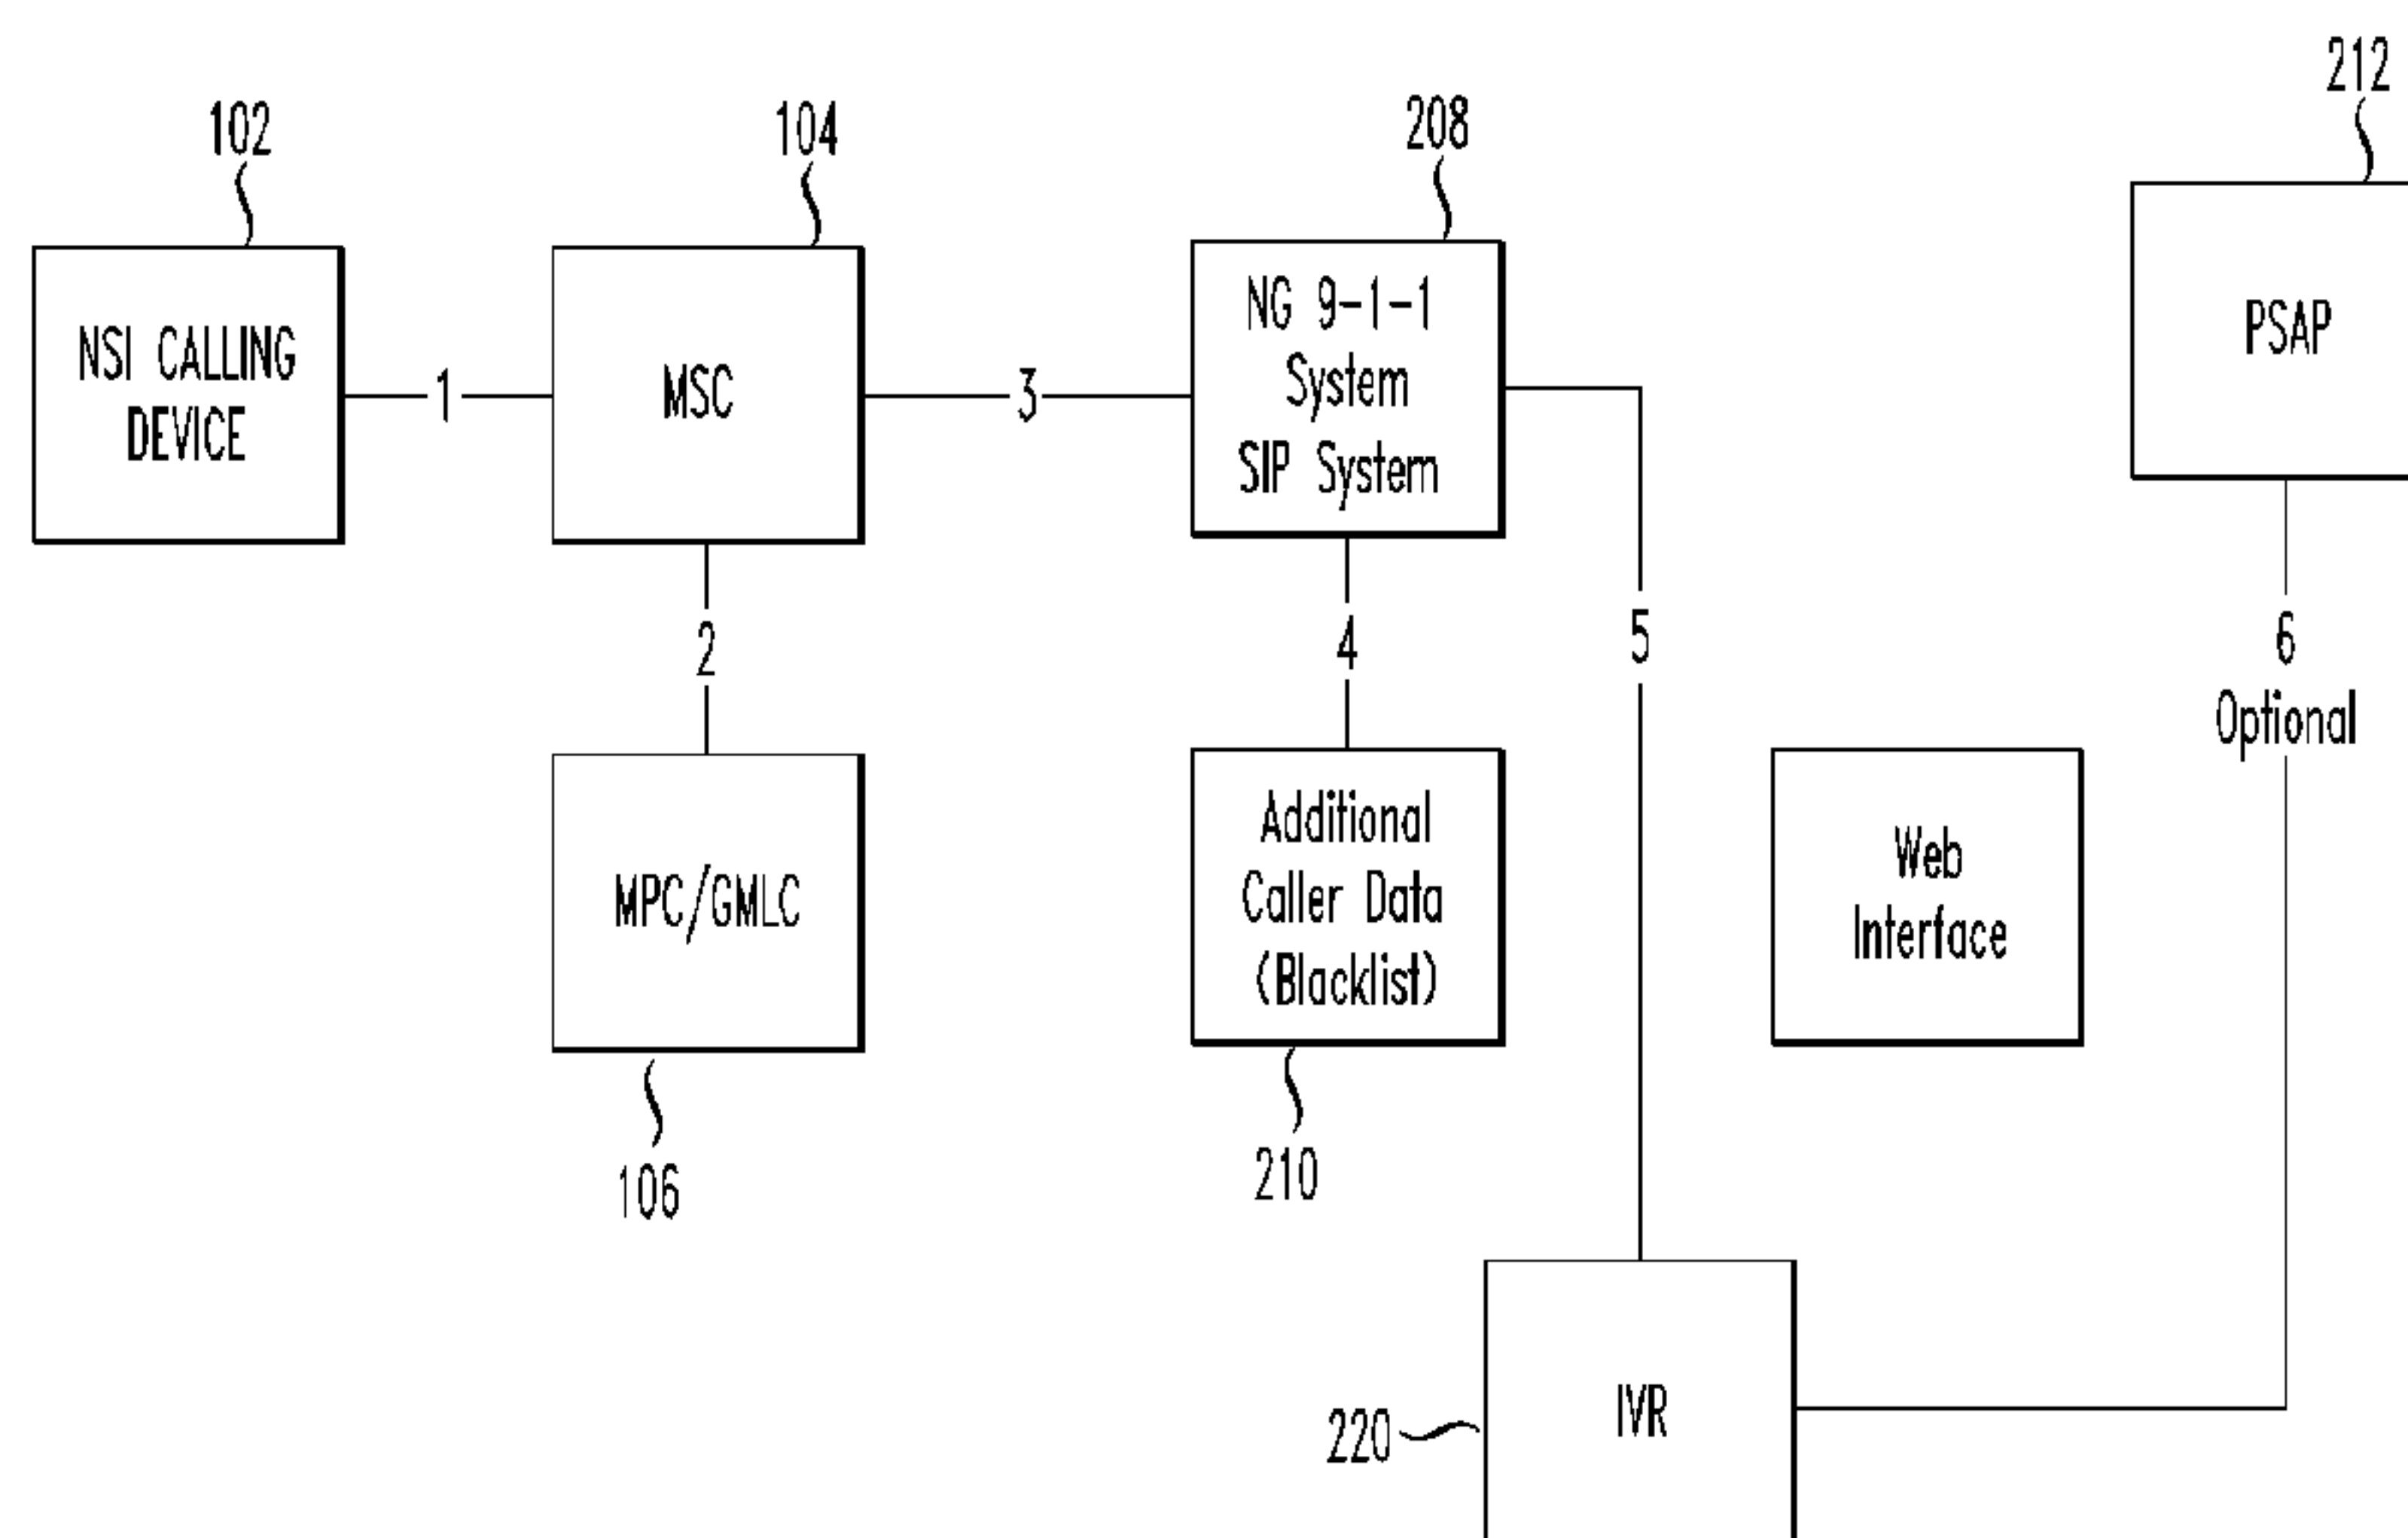 212
102
104
208
NSI CALLING
DEVICE
1
MSC
3
NG 9-1-1
System
SIP System
PSAP
2
4
5
6
Optional
MPC/GMLC
Additional
Caller Data
(Blacklist)
Web
Interface
106
210
220
IVR